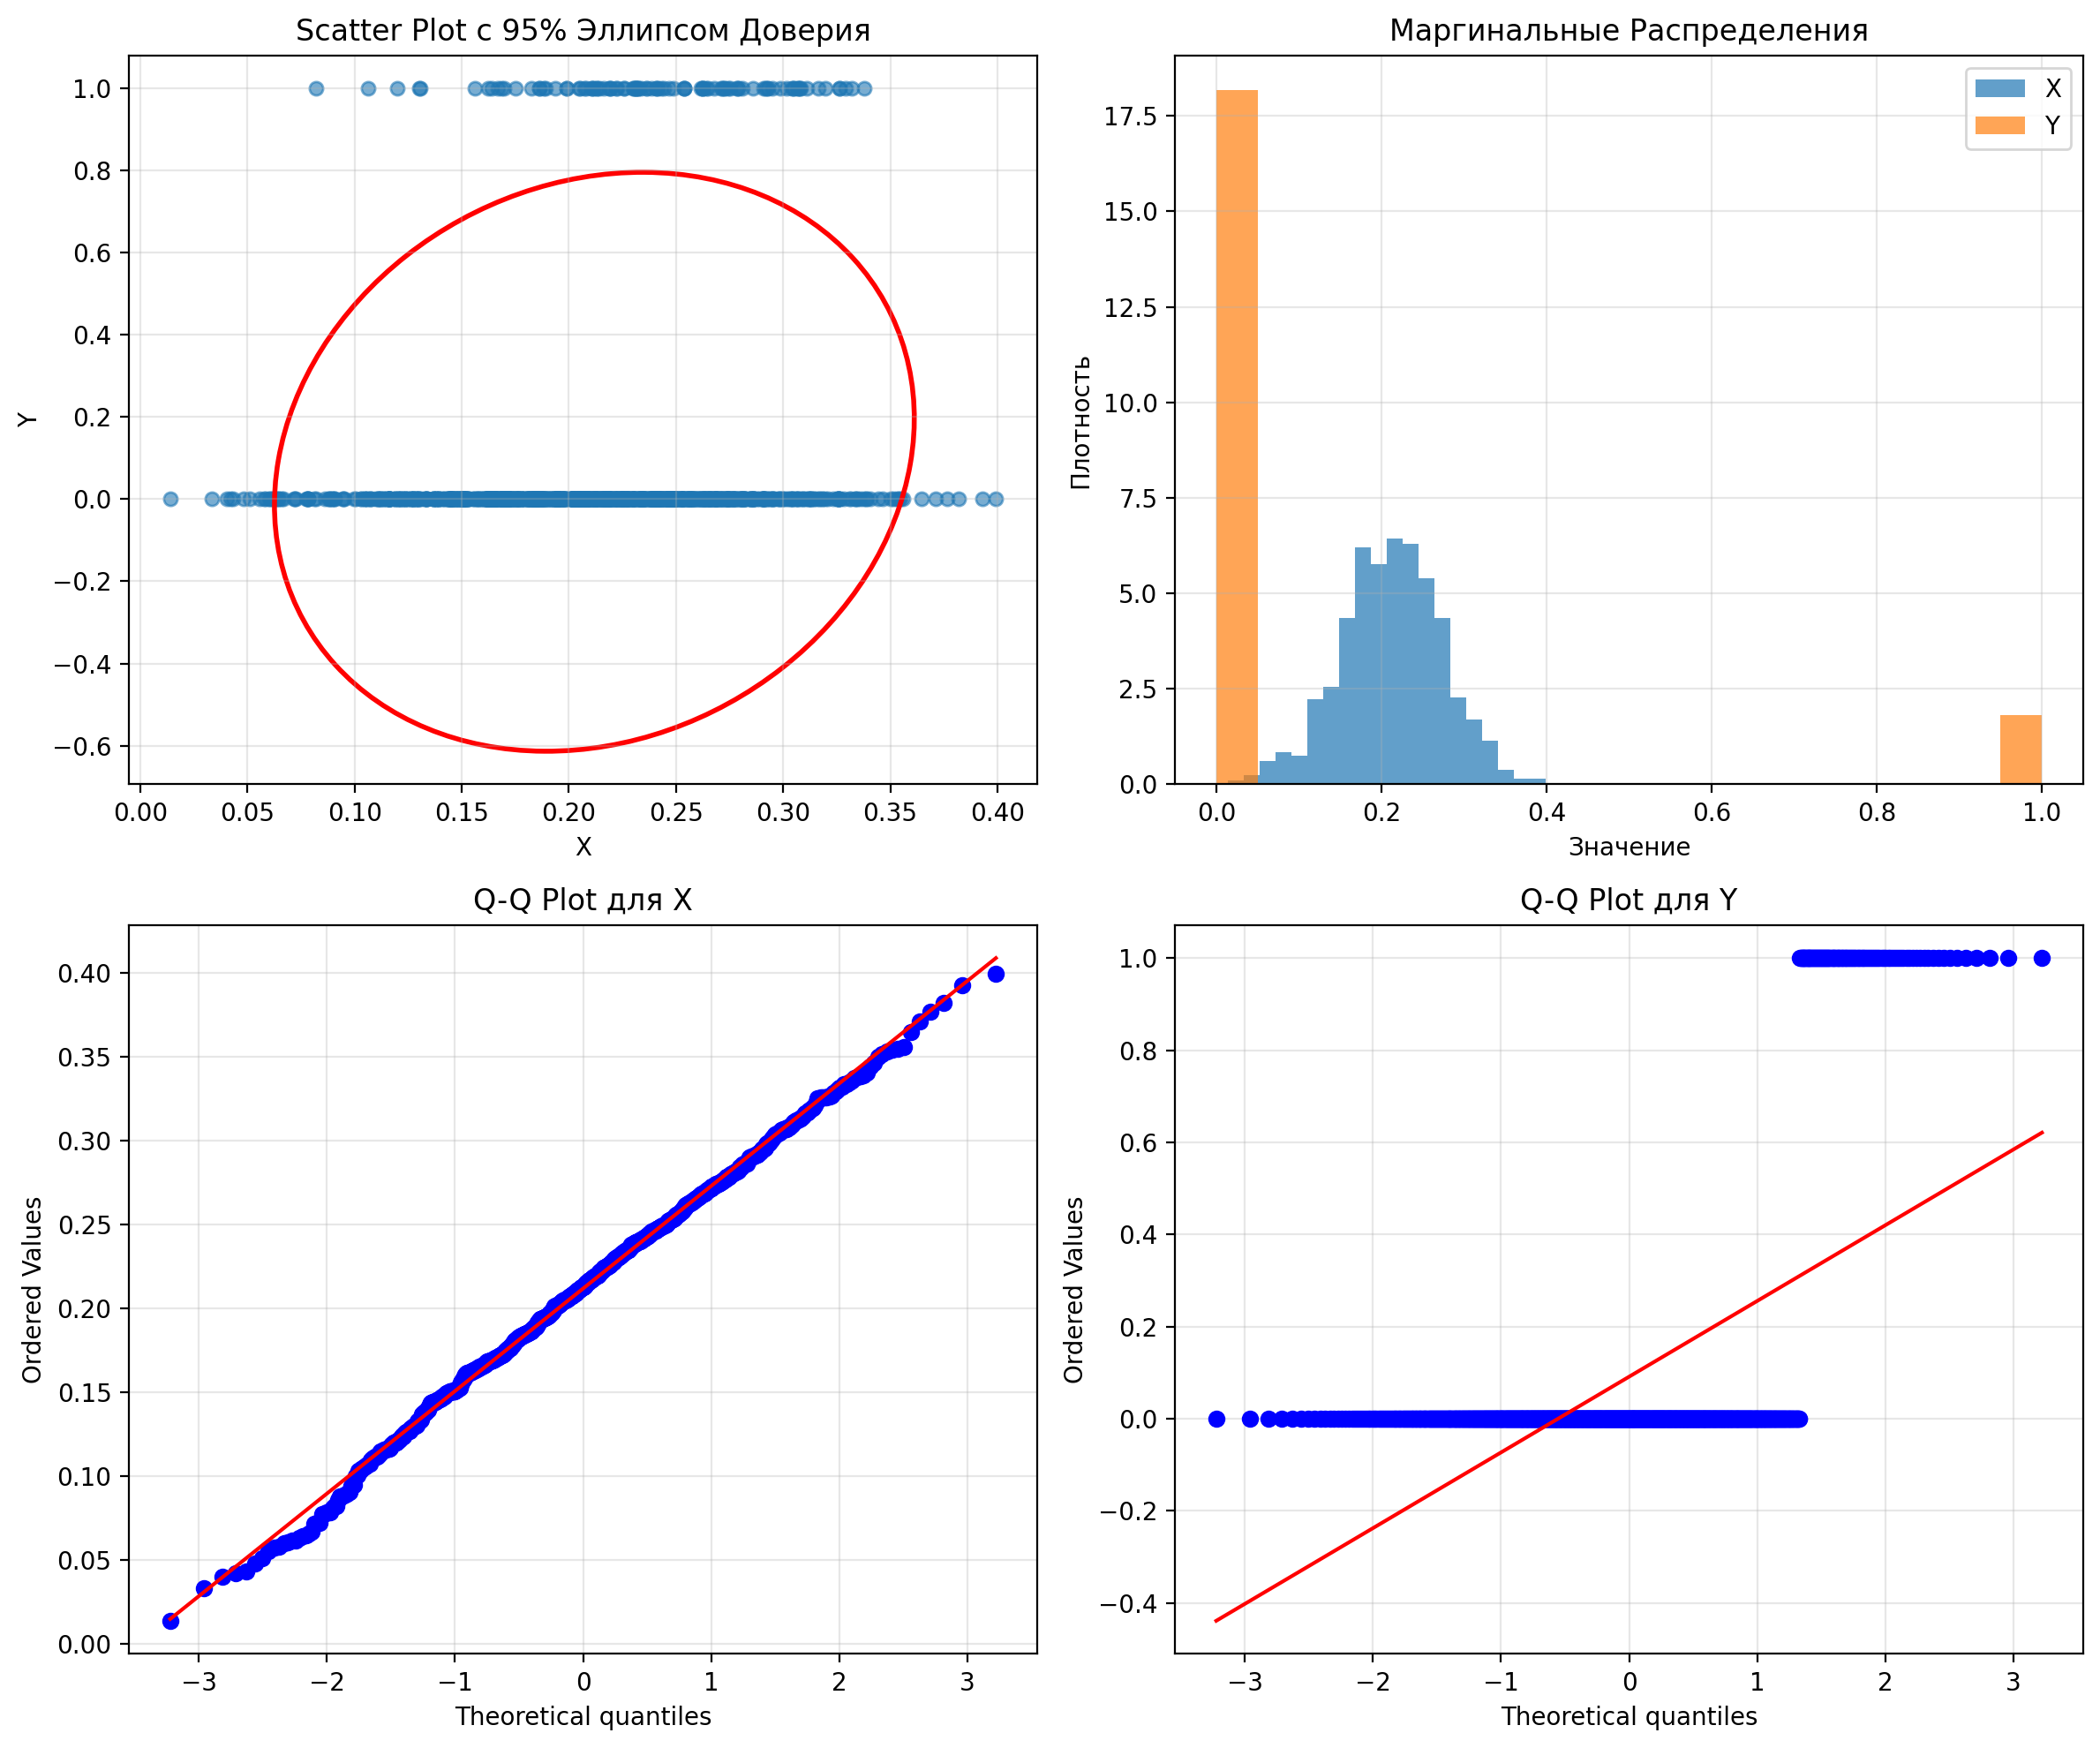 Scatter Plot с 95% Эллипсом Доверия
1.0
0.8
0.6
0.4
0.2
0.0
−0.2
−0.4
−0.6
Y
0.00 0.05 0.10 0.15 0.20 0.25 0.30 0.35 0.40
X
Маргинальные Распределения
X
Y
17.5
15.0
12.5
10.0
7.5
5.0
2.5
0.0
Плотность
0.0 0.2 0.4 0.6 0.8 1.0
Значение
Q-Q Plot для X
0.40
0.35
0.30
0.25
0.20
0.15
0.10
0.05
0.00
Ordered Values
−3 −2 −1 0 1 2 3
Theoretical quantiles
Q-Q Plot для Y
1.0
0.8
0.6
0.4
0.2
0.0
−0.2
−0.4
Ordered Values
−3 −2 −1 0 1 2 3
Theoretical quantiles